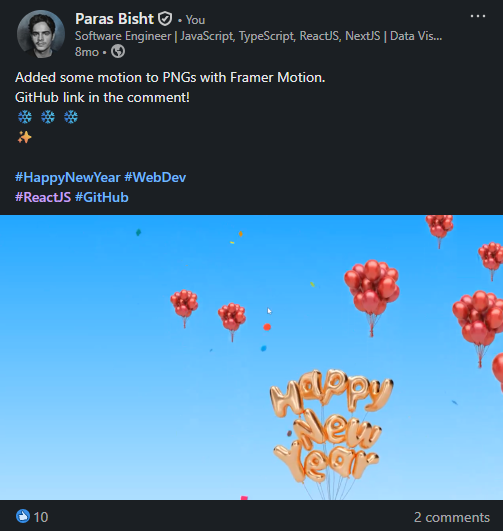 Paras Bisht • You
Software Engineer | JavaScript, TypeScript, ReactJS, NextJS | Data Vis...
8mo •
Added some motion to PNGs with Framer Motion.
GitHub link in the comment!
❄️ ❄️ ❄️
✨
#HappyNewYear #WebDev
#ReactJS #GitHub
Happy
New
Year
10
2 comments